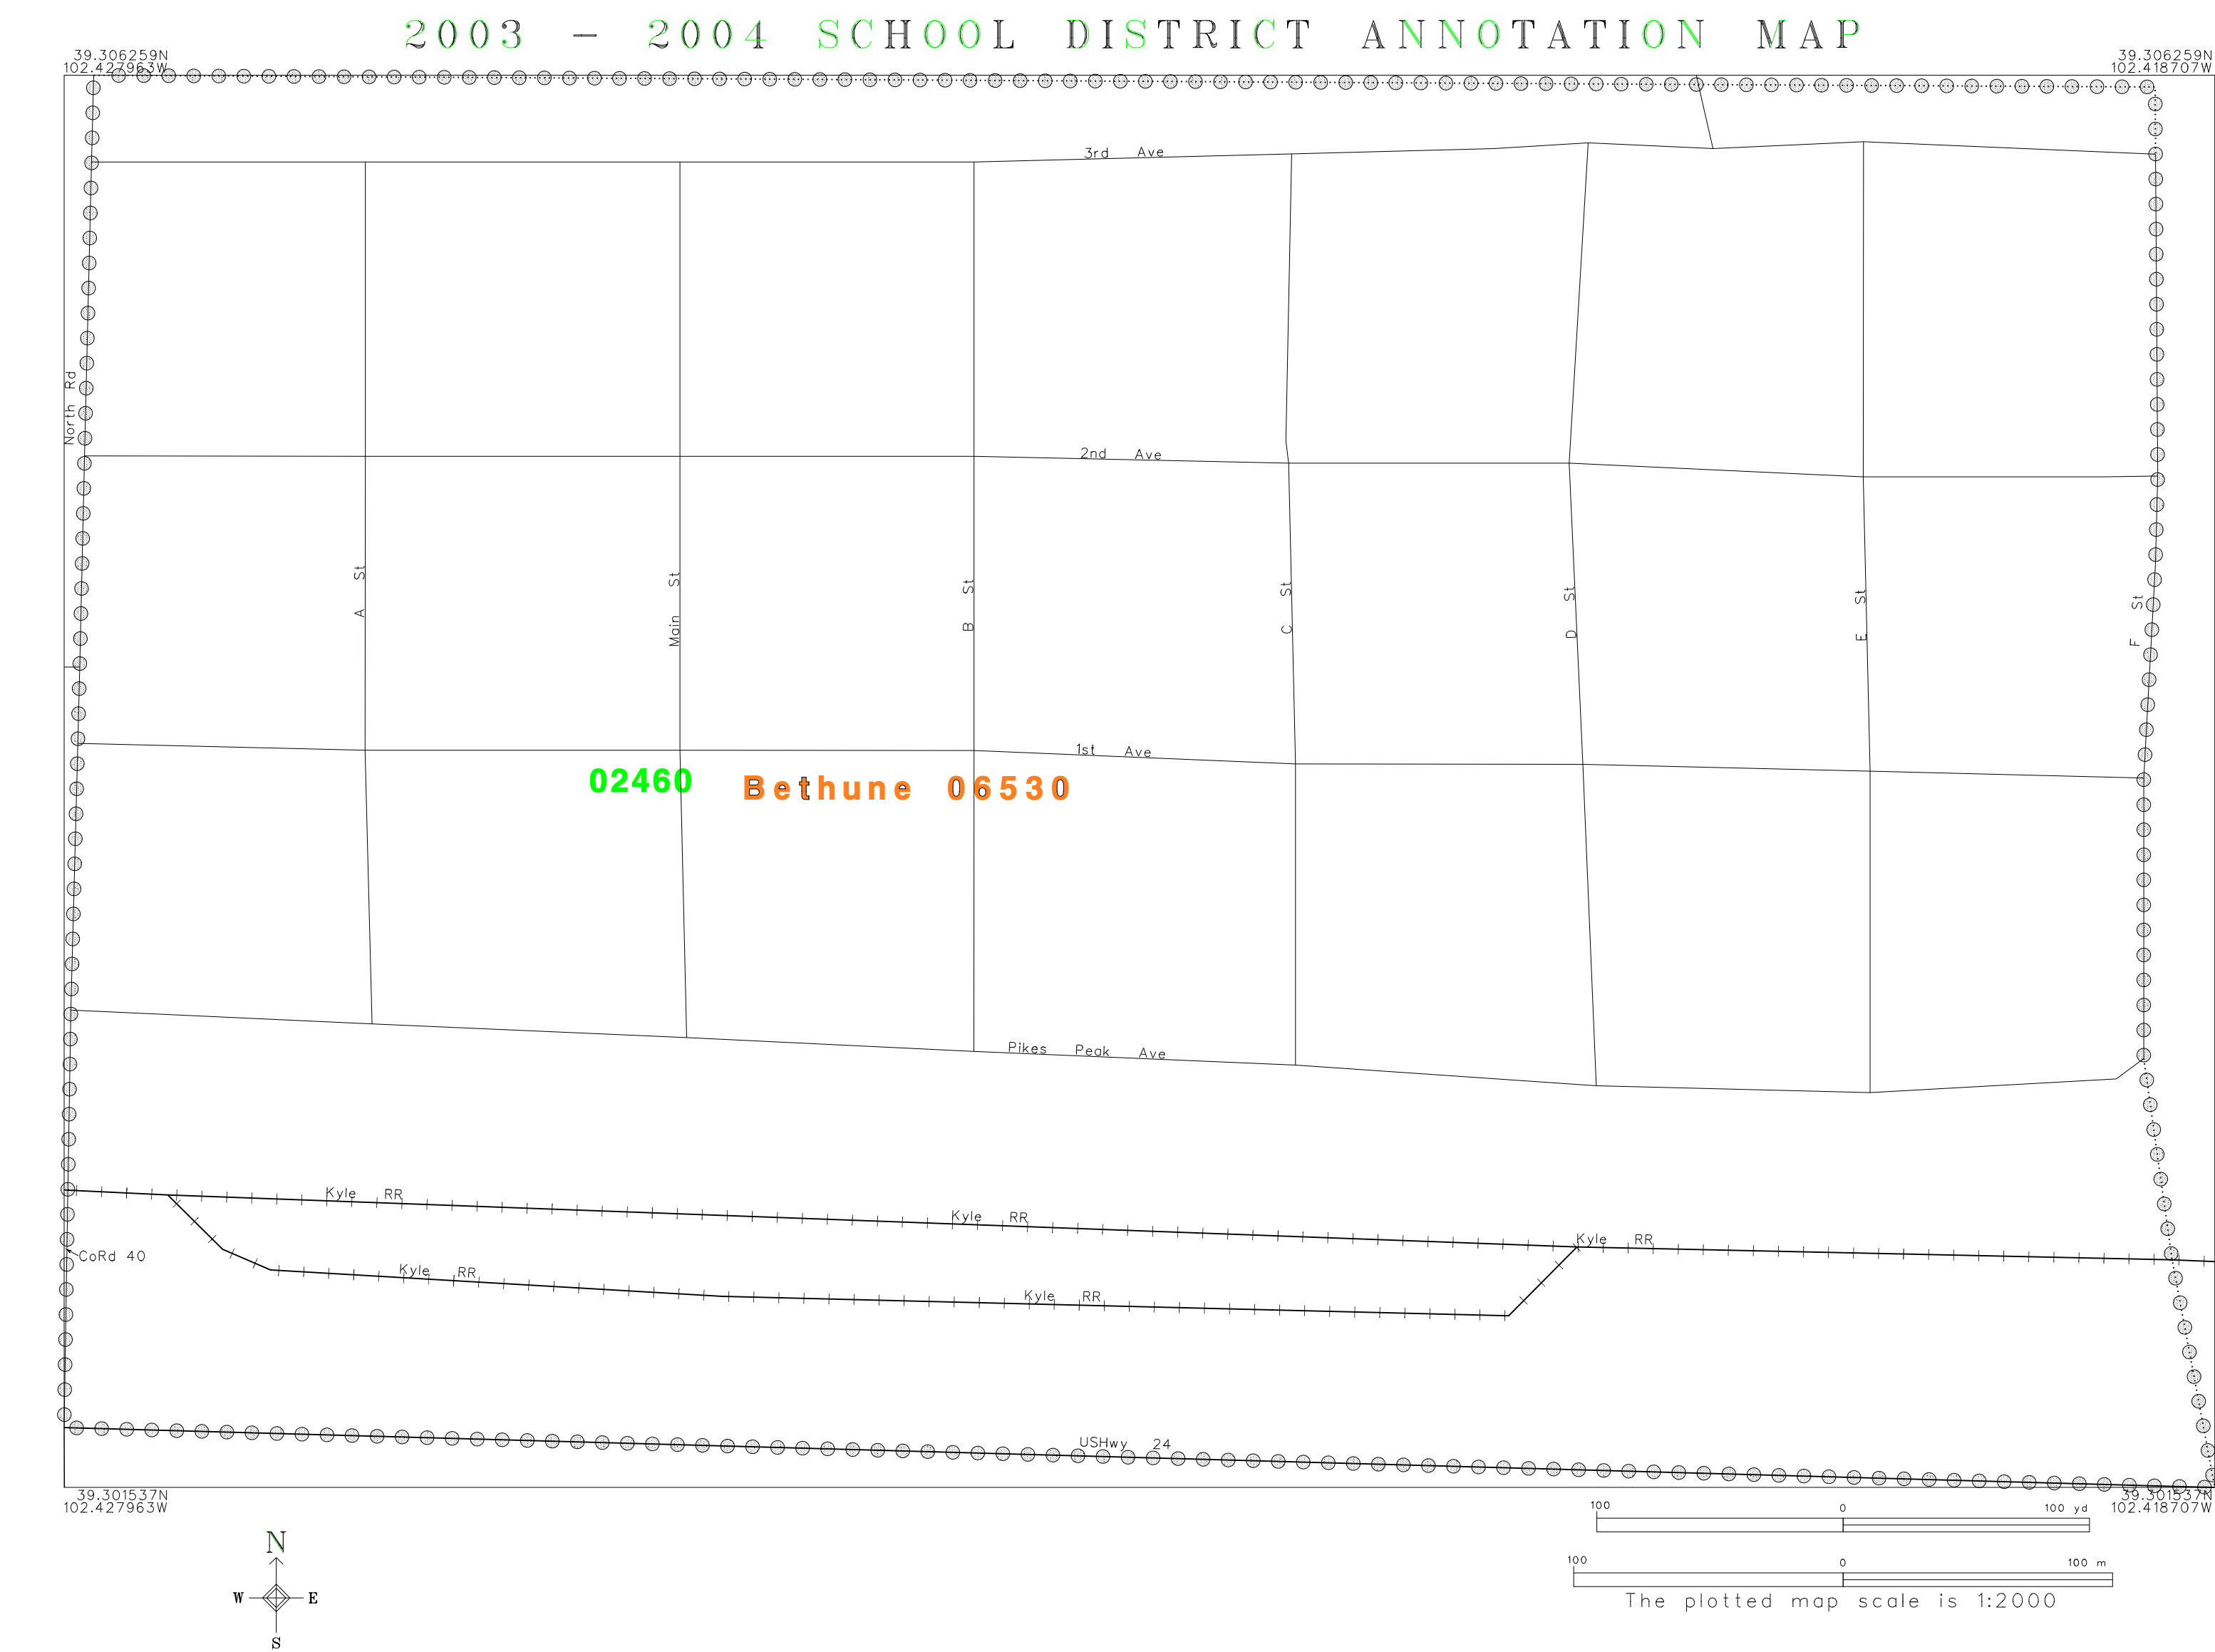 2003 - 2004 SCHOOL DISTRICT ANNOTATION MAP
39.306259N
102.427963W
39.306259N
102.418707W
3rd Ave
North Rd
2nd Ave
A St
Main St
B St
C St
D St
E St
F St
1st Ave
02460
Bethune 06530
Pikes Peak Ave
Kyle RR
Kyle RR
Kyle RR
CoRd 40
Kyle RR
Kyle RR
USHwy 24
39.301537N
102.427963W
39.301537N
102.418707W
100 0 100 yd
100 0 100 m
The plotted map scale is 1:2000
N
W E
S